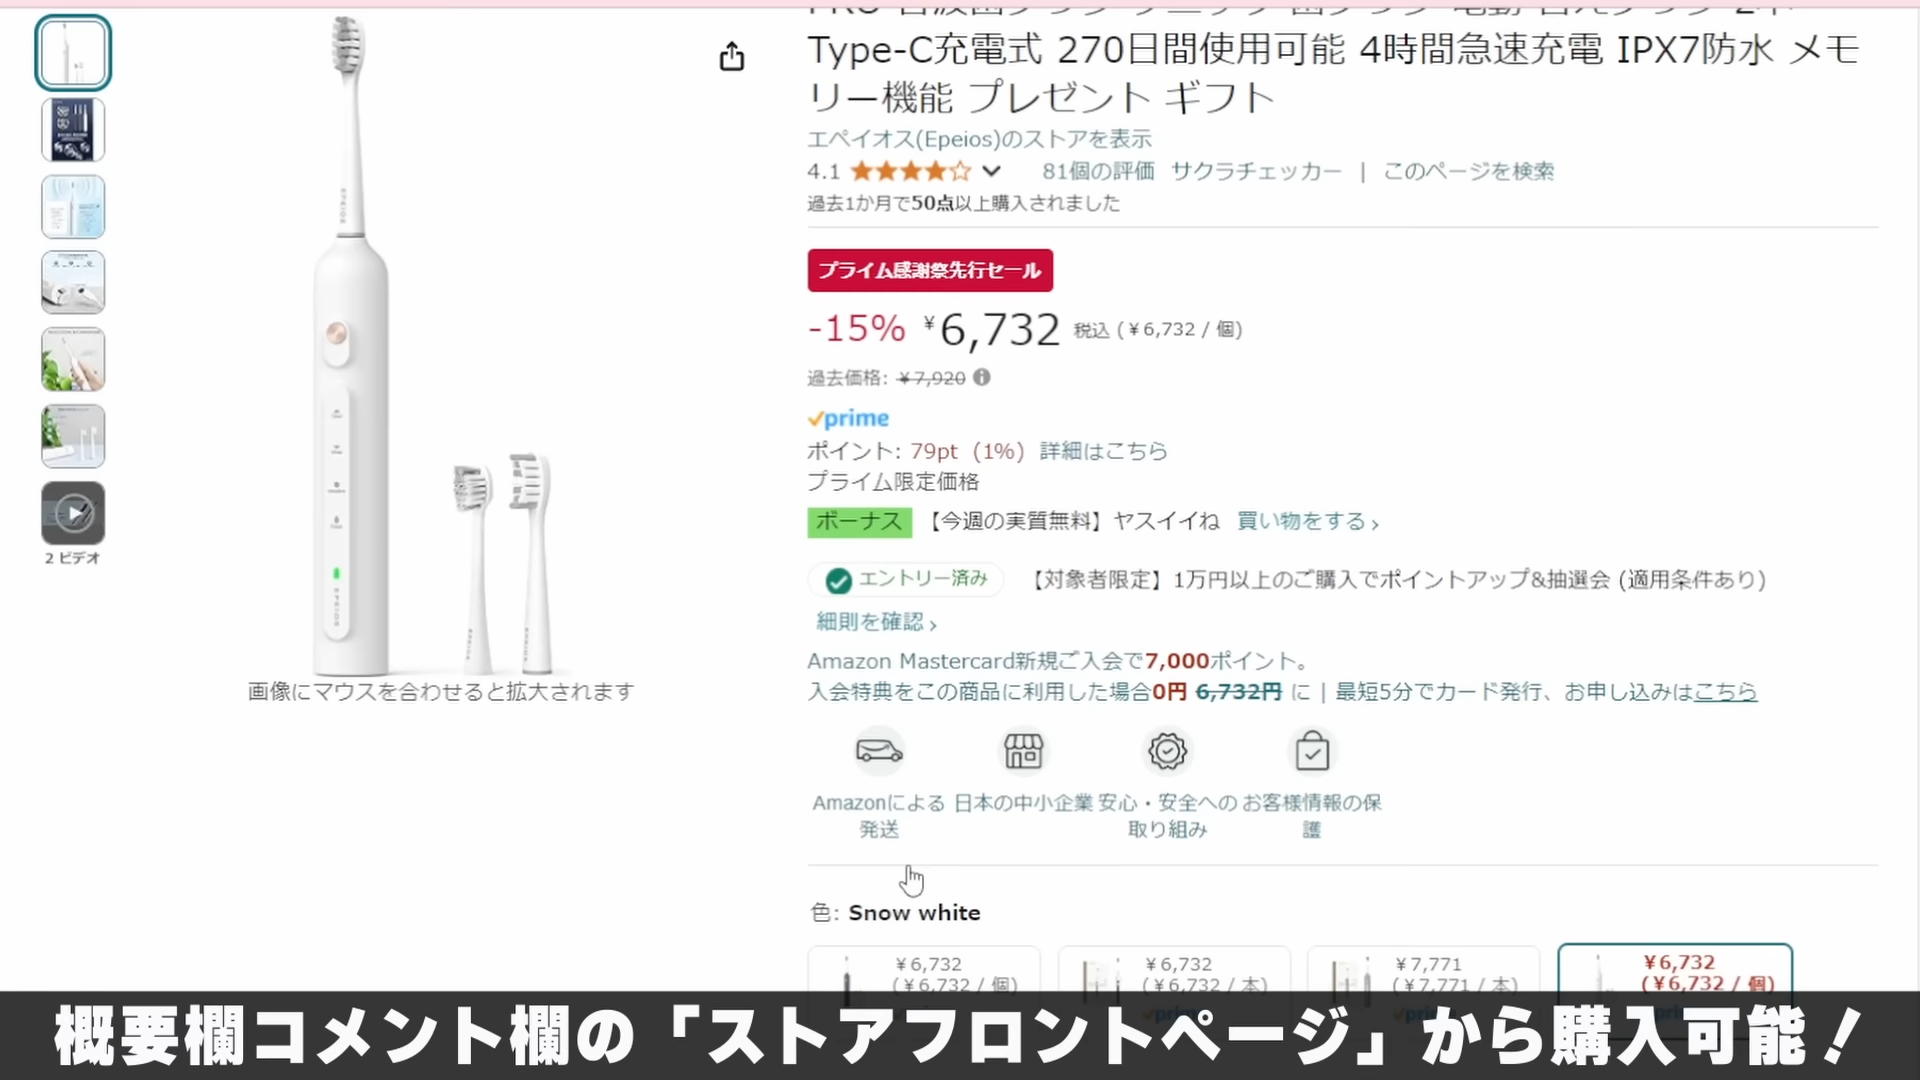 Type-C充電式 270日間使用可能 4時間急速充電 IPX7防水 メモ
リー機能 プレゼント ギフト
エペイオス(Epeios)のストアを表示
4.1 81個の評価 サクラチェッカー | このページを検索
過去1か月で50点以上購入されました
プライム感謝祭先行セール
-15% ¥6,732 税込 (¥6,732 / 個)
過去価格: ¥7,920
prime
ポイント: 79pt (1%) 詳細はこちら
プライム限定価格
ボーナス 【今週の実質無料】ヤスイイね 買い物をする ›
エントリー済み 【対象者限定】1万円以上のご購入でポイントアップ&抽選会 (適用条件あり)
細則を確認 ›
Amazon Mastercard新規ご入会で7,000ポイント。
入会特典をこの商品に利用した場合0円 6,732円 に | 最短5分でカード発行、お申し込みはこちら
2 ビデオ
画像にマウスを合わせると拡大されます
Amazonによる発送
日本の中小企業
安心・安全への取り組み
お客様情報の保護
色: Snow white
¥6,732
(¥6,732 / 個)
¥6,732
(¥6,732 / 本)
prime
¥7,771
(¥7,771 / 本)
¥6,732
(¥6,732 / 個)
概要欄コメント欄の「ストアフロントページ」から購入可能！